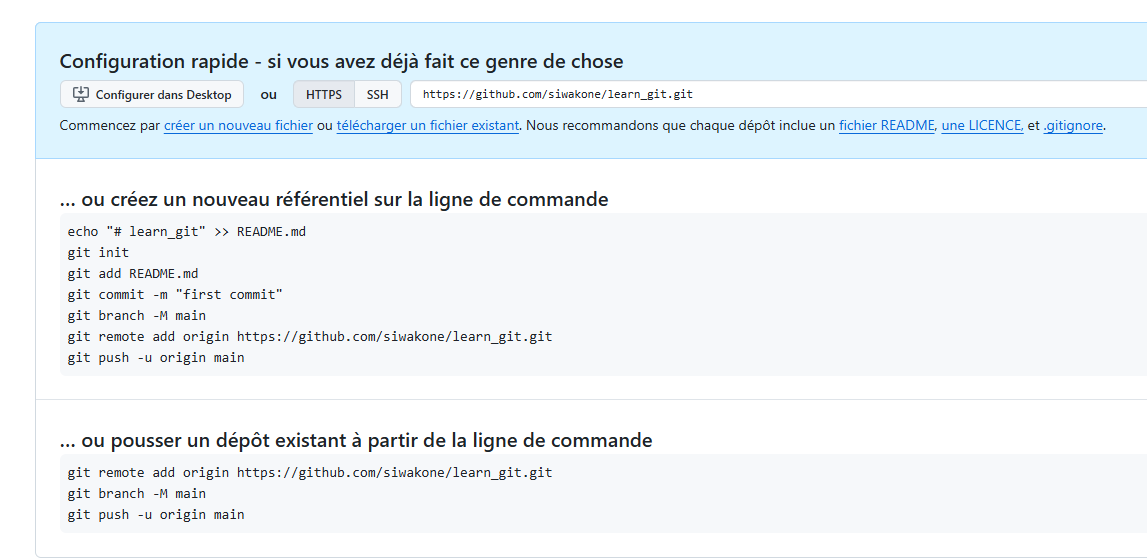 Configuration rapide - si vous avez déjà fait ce genre de chose
Configurer dans Desktop ou HTTPS SSH https://github.com/siwakone/learn_git.git
Commencez par créer un nouveau fichier ou télécharger un fichier existant. Nous recommandons que chaque dépôt inclue un fichier README, une LICENCE, et .gitignore.
... ou créez un nouveau référentiel sur la ligne de commande
echo "# learn_git" >> README.md
git init
git add README.md
git commit -m "first commit"
git branch -M main
git remote add origin https://github.com/siwakone/learn_git.git
git push -u origin main
... ou pousser un dépôt existant à partir de la ligne de commande
git remote add origin https://github.com/siwakone/learn_git.git
git branch -M main
git push -u origin main